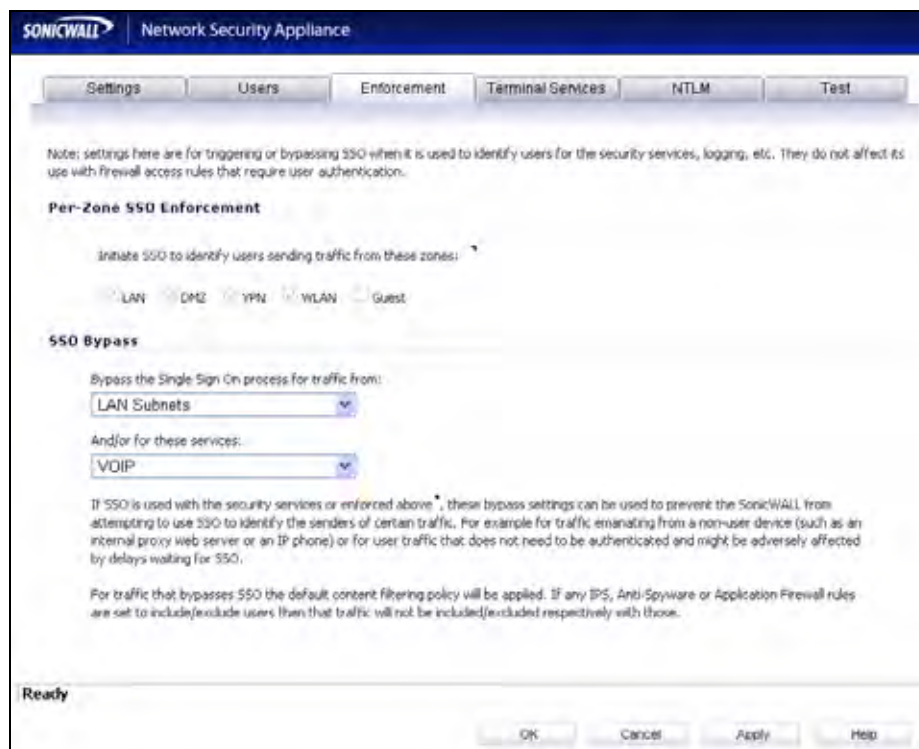 SONICWALL Network Security Appliance
Settings Users Enforcement Terminal Services NTLM Test
Note: settings here are for triggering or bypassing SSO when it is used to identify users for the security services, logging, etc. They do not affect its
use with firewall access rules that require user authentication.
Per-Zone SSO Enforcement
Initiate SSO to identify users sending traffic from these zones:
LAN DMZ VPN WLAN Guest
SSO Bypass
Bypass the Single Sign On process for traffic from:
LAN Subnets
And/or for these services:
VOIP
If SSO is used with the security services or enforced above, these bypass settings can be used to prevent the SonicWALL from
attempting to use SSO to identify the senders of certain traffic. For example for traffic emanating from a non-user device (such as an
internal proxy web server or an IP phone) or for user traffic that does not need to be authenticated and might be adversely affected
by delays waiting for SSO.
For traffic that bypasses SSO the default content filtering policy will be applied. If any IPS, Anti-Spyware or Application Firewall rules
are set to include/exclude users then that traffic will not be included/excluded respectively with those.
Ready
OK Cancel Apply Help